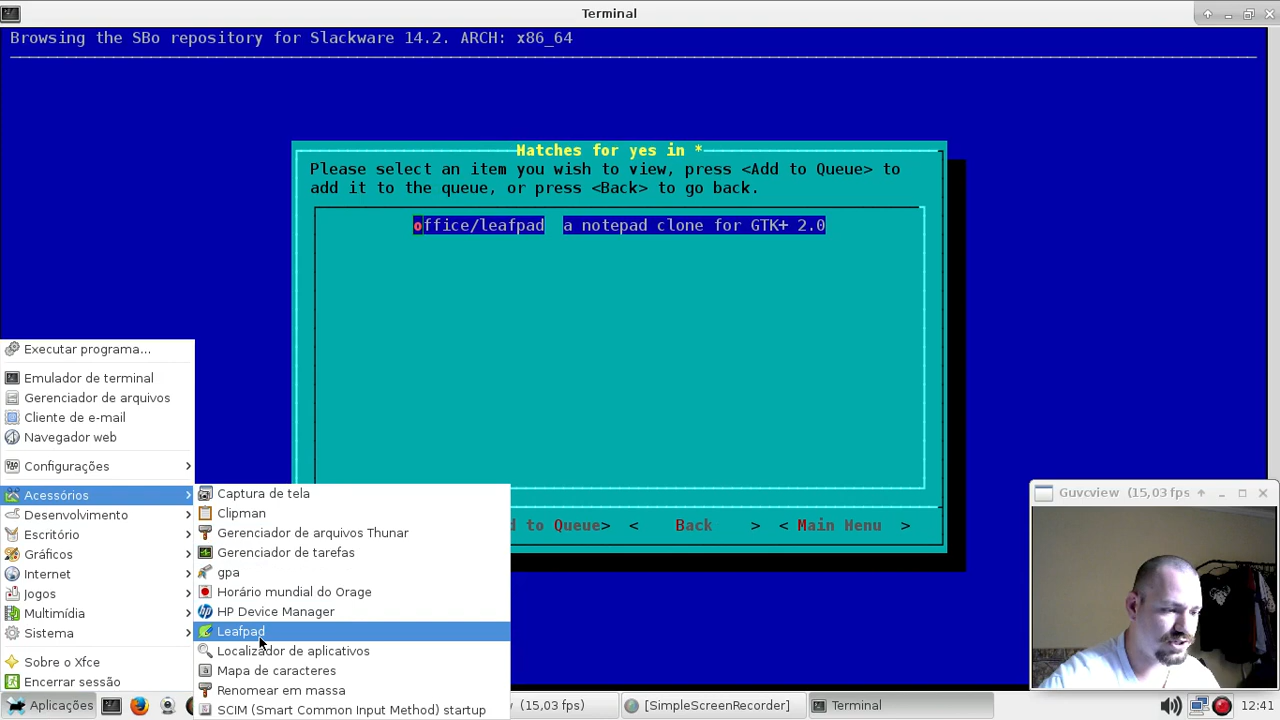 Terminal
Browsing the SBo repository for Slackware 14.2. ARCH: x86_64
Matches for yes in *
Please select an item you wish to view, press <Add to Queue> to
add it to the queue, or press <Back> to go back.
office/leafpad a notepad clone for GTK+ 2.0
d to Queue> < Back > < Main Menu >
Executar programa...
Emulador de terminal
Gerenciador de arquivos
Cliente de e-mail
Navegador web
Configurações
Acessórios
Desenvolvimento
Escritório
Gráficos
Internet
Jogos
Multimídia
Sistema
Sobre o Xfce
Encerrar sessão
Captura de tela
Clipman
Gerenciador de arquivos Thunar
Gerenciador de tarefas
gpa
Horário mundial do Orage
HP Device Manager
Leafpad
Localizador de aplicativos
Mapa de caracteres
Renomear em massa
SCIM (Smart Common Input Method) startup
Guvcview (15,03 fps
Aplicações
(15,03 fps)
[SimpleScreenRecorder]
Terminal
12:41